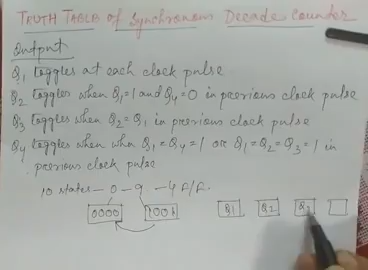 TRUTH TABLE of Synchronous Decade Counter
Output
Q1 toggles at each clock pulse
Q2 toggles when Q1=1 and Q4=0 in previous clock pulse
Q3 toggles when Q2=Q1 in previous clock pulse
Q4 toggles when when Q1=Q4=1 or Q1=Q2=Q3=1 in
previous clock pulse
10 states - 0 - 9 - 4 F/F.
0000 1001 Q1 Q2 Q3